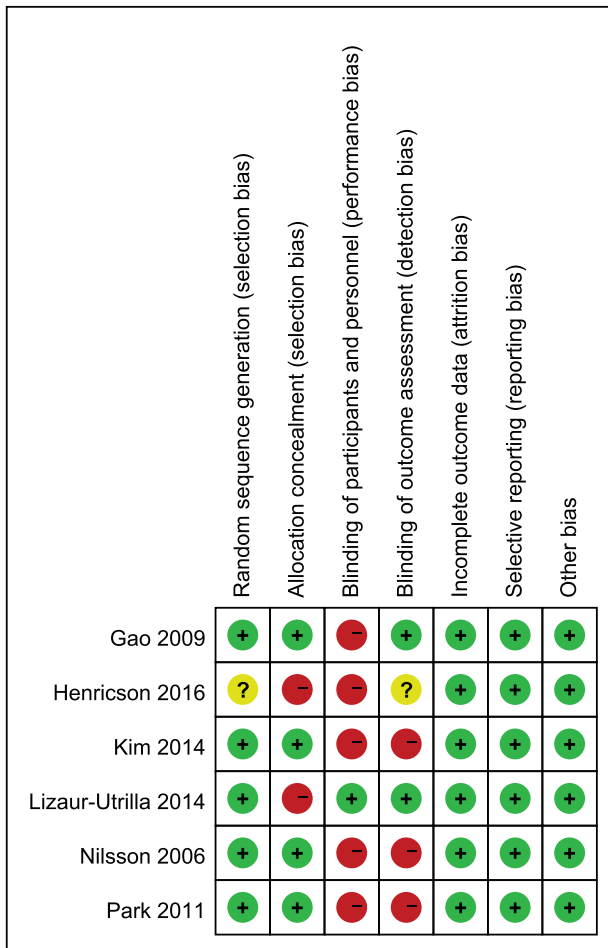 Random sequence generation (selection bias)
Allocation concealment (selection bias)
Blinding of participants and personnel (performance bias)
Blinding of outcome assessment (detection bias)
Incomplete outcome data (attrition bias)
Selective reporting (reporting bias)
Other bias
Gao 2009 + + – + + + +
Henricson 2016 ? – – ? + + +
Kim 2014 + + – – + + +
Lizaur-Utrilla 2014 + – + + + + +
Nilsson 2006 + + – – + + +
Park 2011 + + – – + + +